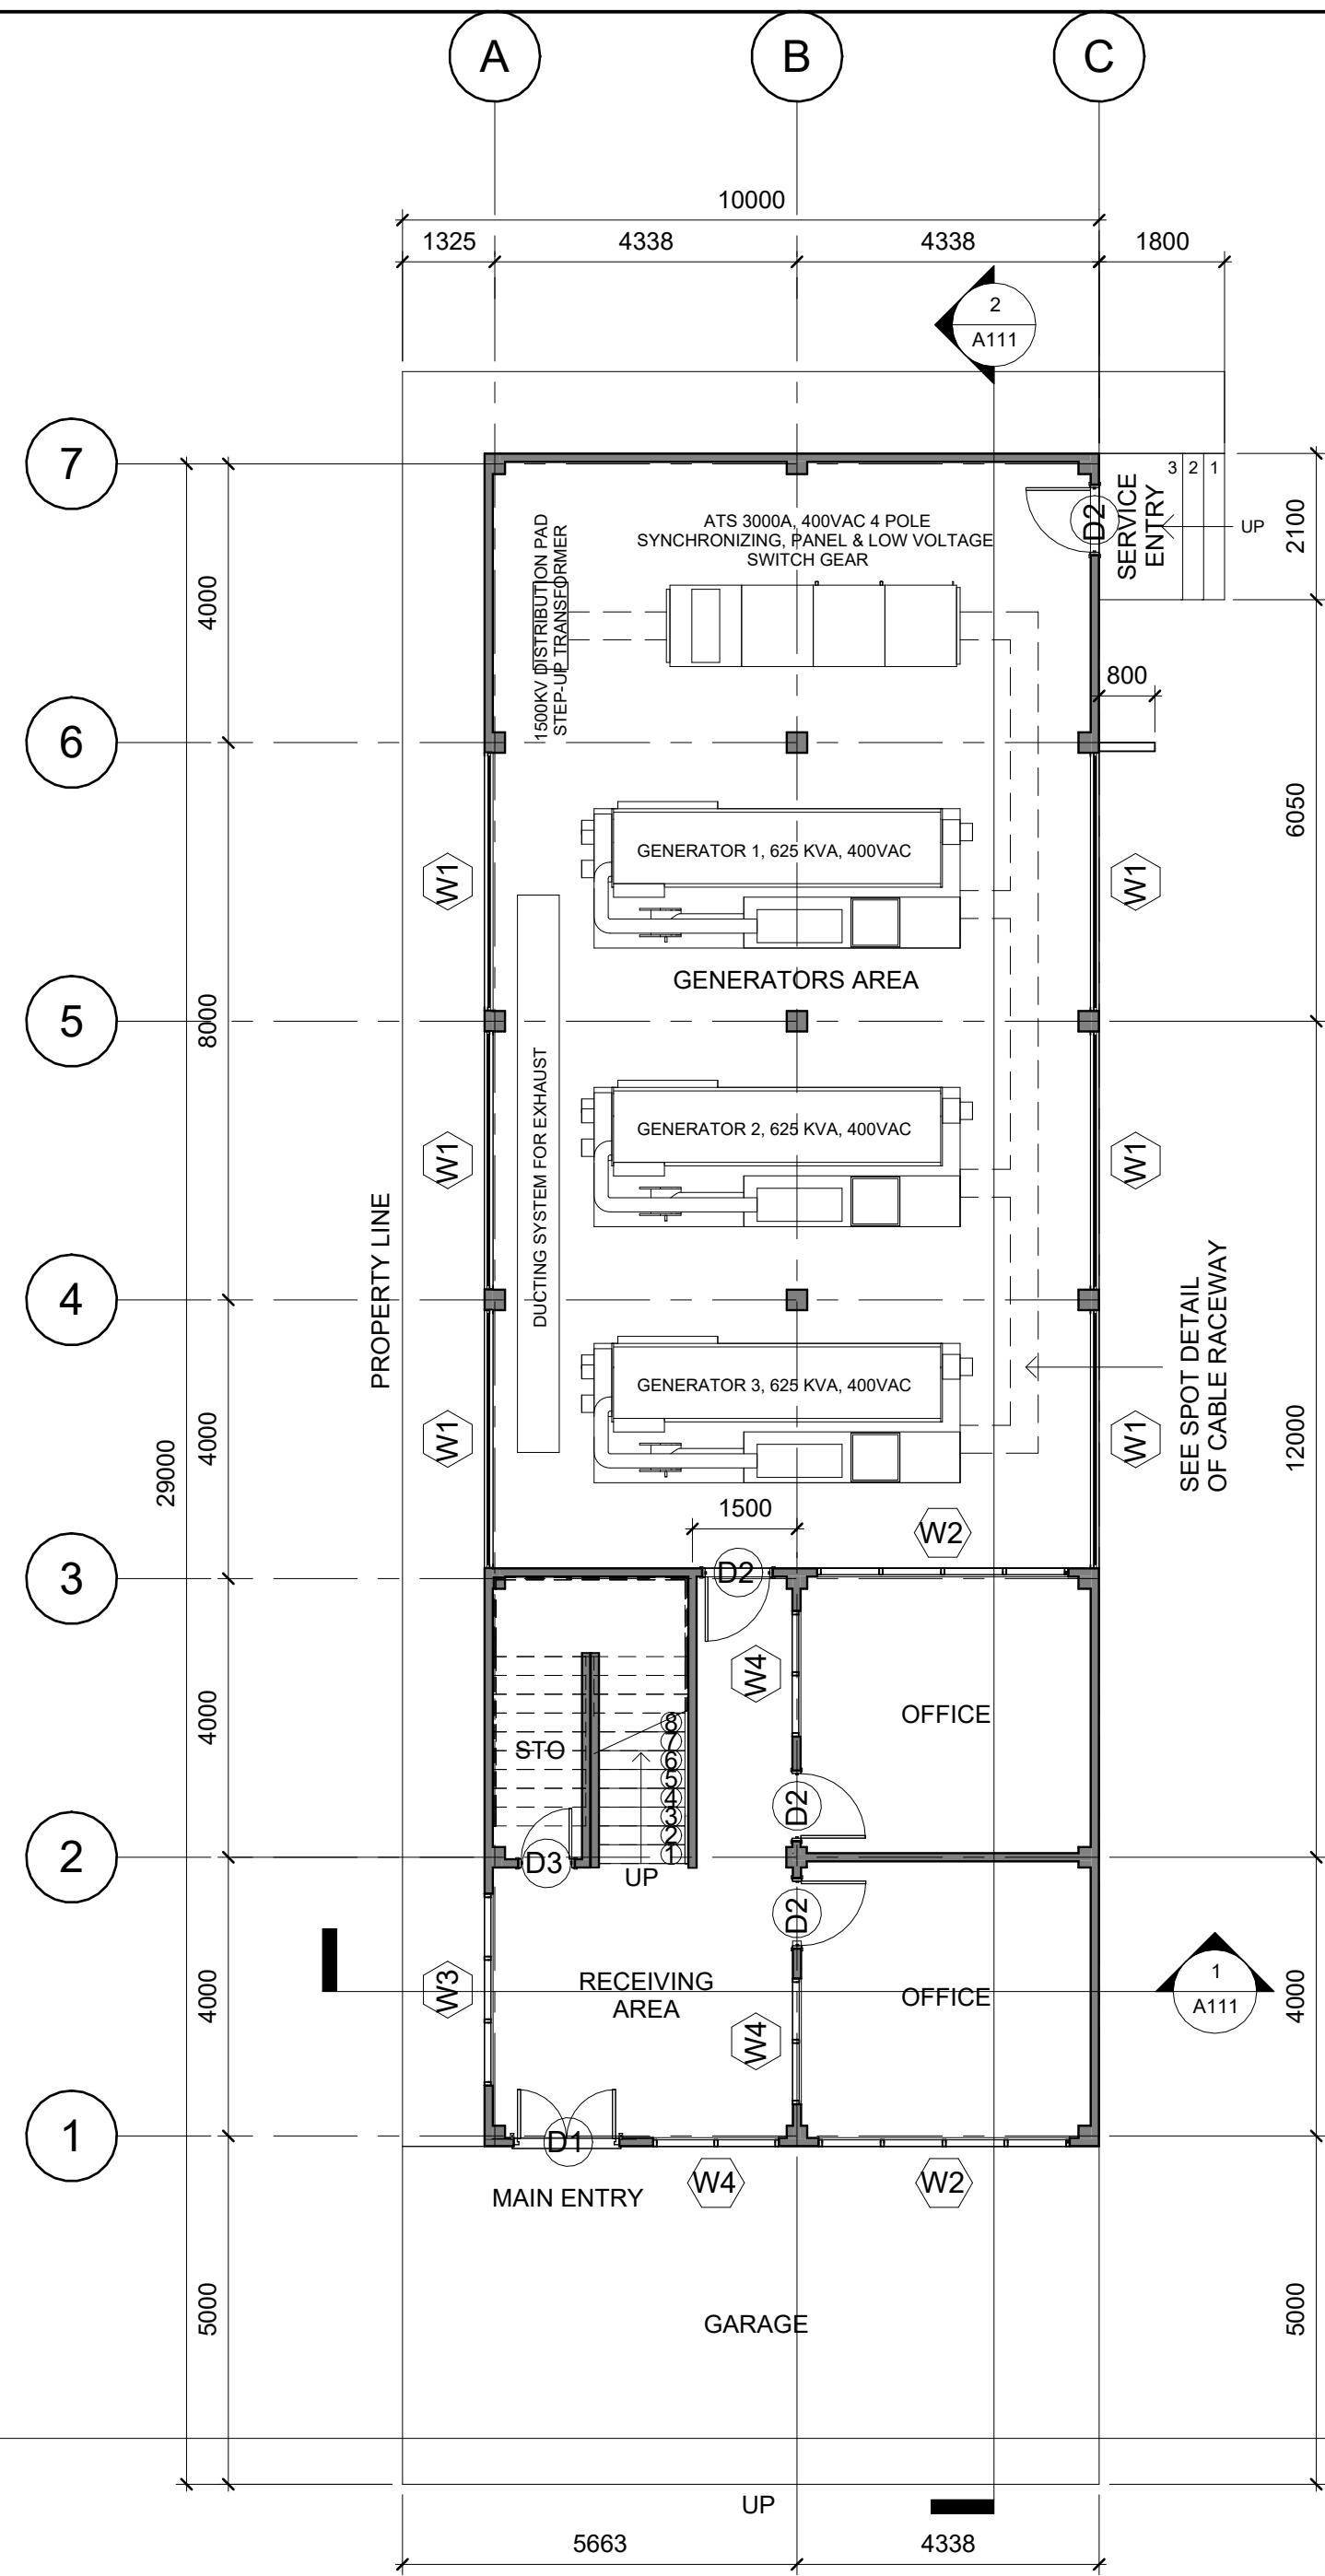 A
B
C
10000
1325
4338
4338
1800
2
A111
7
3
2
1
SERVICE
ENTRY
D2
UP
2100
ATS 3000A, 400VAC 4 POLE
SYNCHRONIZING, PANEL & LOW VOLTAGE
SWITCH GEAR
1500KV DISTRIBUTION PAD
STEP-UP TRANSFORMER
4000
800
6
6050
GENERATOR 1, 625 KVA, 400VAC
W1
W1
GENERATORS AREA
5
8000
DUCTING SYSTEM FOR EXHAUST
GENERATOR 2, 625 KVA, 400VAC
W1
W1
PROPERTY LINE
4
SEE SPOT DETAIL
OF CABLE RACEWAY
GENERATOR 3, 625 KVA, 400VAC
4000
W1
W1
12000
29000
1500
W2
3
D2
W4
4000
OFFICE
STO
8
7
6
5
4
3
2
1
D2
2
D3
UP
D2
W3
4000
RECEIVING
AREA
OFFICE
1
A111
4000
W4
1
D1
MAIN ENTRY
W4
W2
5000
GARAGE
5000
UP
5663
4338